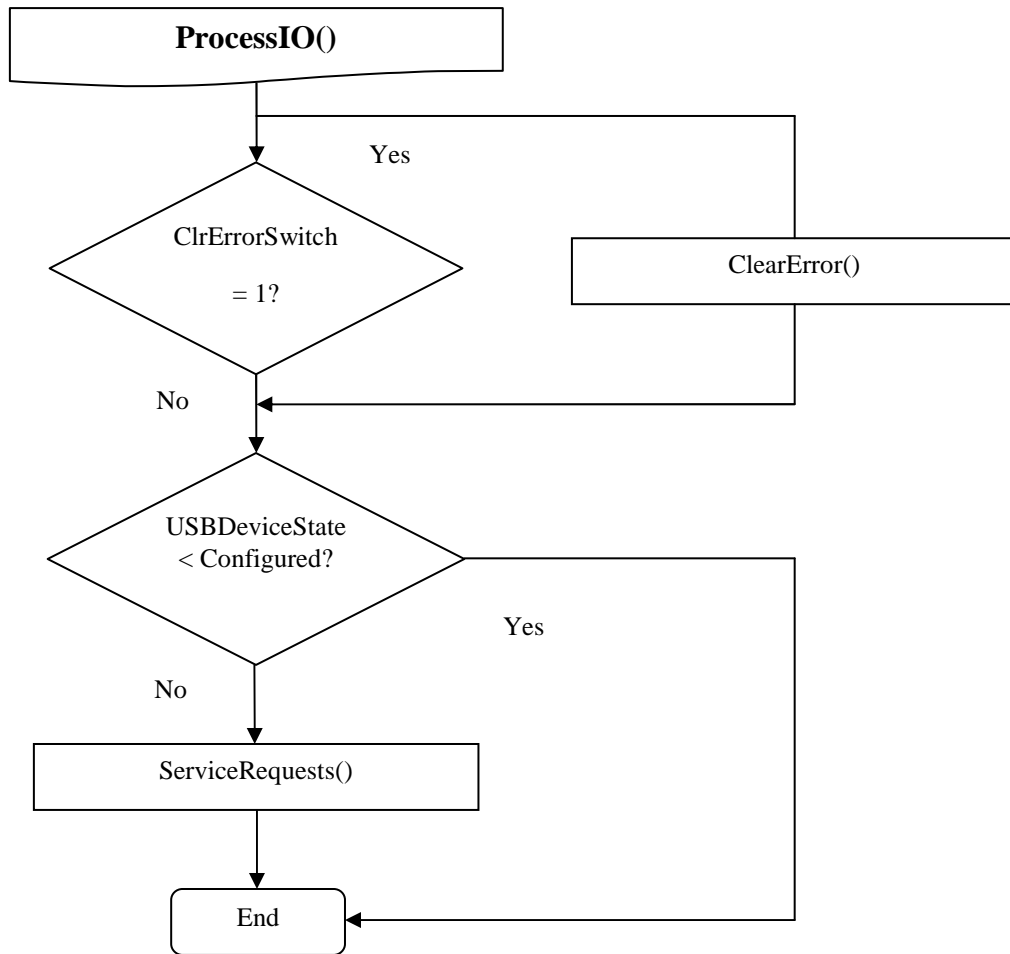 ProcessIO()
Yes
ClrErrorSwitch
= 1?
ClearError()
No
USBDeviceState
< Configured?
Yes
No
ServiceRequests()
End